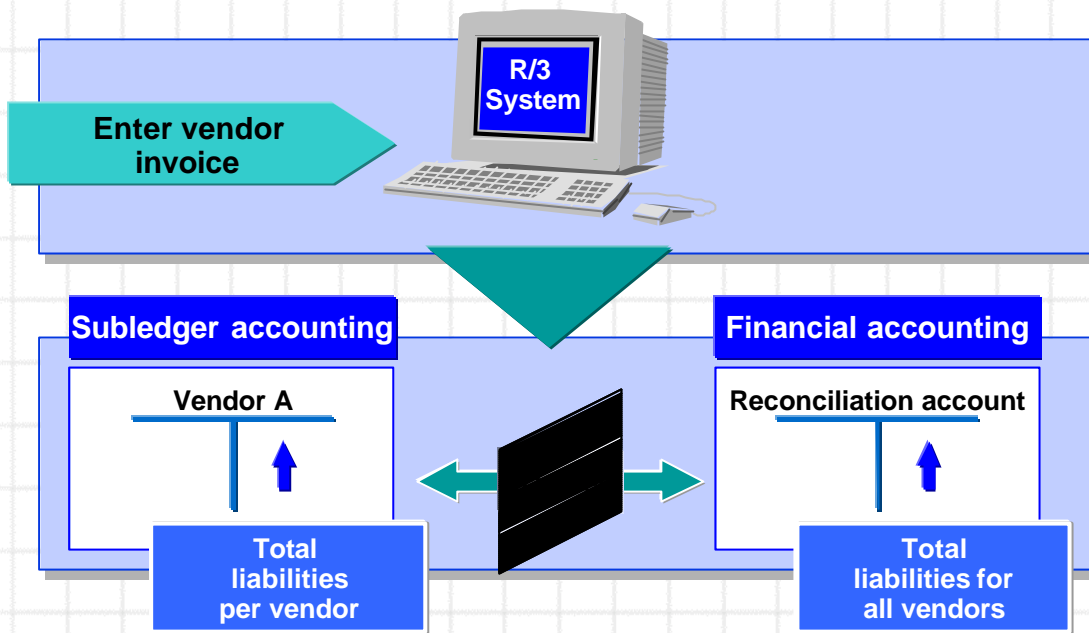 R/3
System
Enter vendor
invoice
Subledger accounting
Financial accounting
Vendor A
Reconciliation account
Total
liabilities
per vendor
Total
liabilities for
all vendors